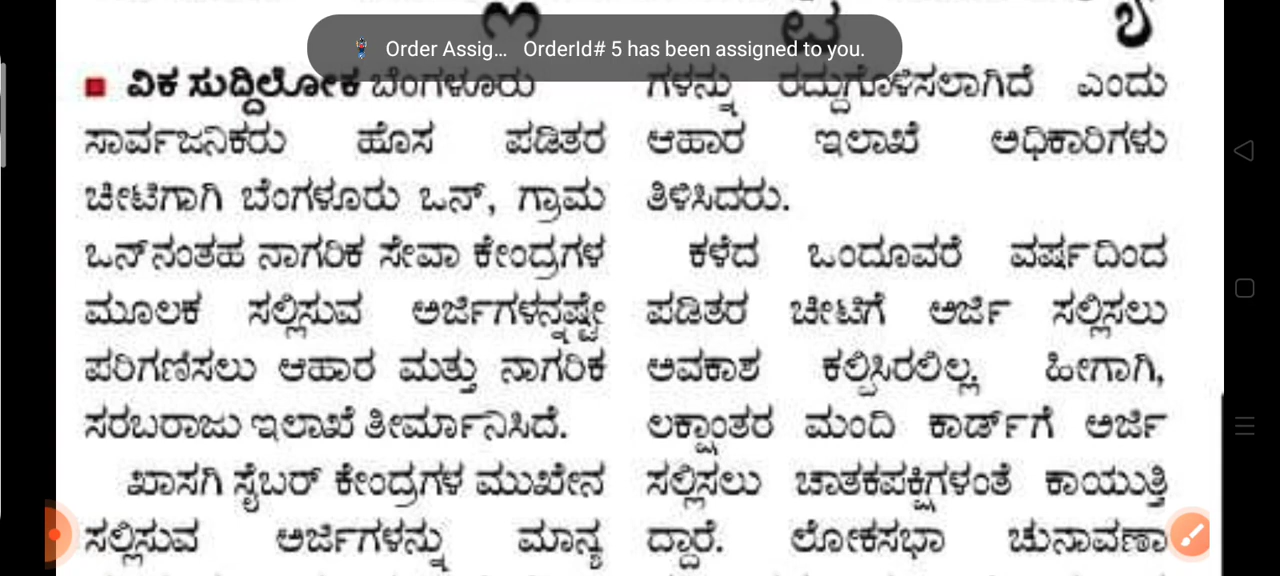 Order Assig... OrderId# 5 has been assigned to you.
ವಿಕ ಸುದ್ದಿಲೋಕ ಬೆಂಗಳೂರು
ಸಾರ್ವಜನಿಕರು ಹೊಸ ಪಡಿತರ
ಚೀಟಿಗಾಗಿ ಬೆಂಗಳೂರು ಒನ್, ಗ್ರಾಮ
ಒನ್‌ನಂತಹ ನಾಗರಿಕ ಸೇವಾ ಕೇಂದ್ರಗಳ
ಮೂಲಕ ಸಲ್ಲಿಸುವ ಅರ್ಜಿಗಳನ್ನಷ್ಟೇ
ಪರಿಗಣಿಸಲು ಆಹಾರ ಮತ್ತು ನಾಗರಿಕ
ಸರಬರಾಜು ಇಲಾಖೆ ತೀರ್ಮಾನಿಸಿದೆ.
ಖಾಸಗಿ ಸೈಬರ್ ಕೇಂದ್ರಗಳ ಮುಖೇನ
ಸಲ್ಲಿಸುವ ಅರ್ಜಿಗಳನ್ನು ಮಾನ್ಯ
ಗಳನ್ನು ರದ್ದುಗೊಳಿಸಲಾಗಿದೆ ಎಂದು
ಆಹಾರ ಇಲಾಖೆ ಅಧಿಕಾರಿಗಳು
ತಿಳಿಸಿದರು.
ಕಳೆದ ಒಂದೂವರೆ ವರ್ಷದಿಂದ
ಪಡಿತರ ಚೀಟಿಗೆ ಅರ್ಜಿ ಸಲ್ಲಿಸಲು
ಅವಕಾಶ ಕಲ್ಪಿಸಿರಲಿಲ್ಲ. ಹೀಗಾಗಿ,
ಲಕ್ಷಾಂತರ ಮಂದಿ ಕಾರ್ಡ್‌ಗೆ ಅರ್ಜಿ
ಸಲ್ಲಿಸಲು ಚಾತಕಪಕ್ಷಿಗಳಂತೆ ಕಾಯುತ್ತಿ
ದ್ದಾರೆ. ಲೋಕಸಭಾ ಚುನಾವಣಾ